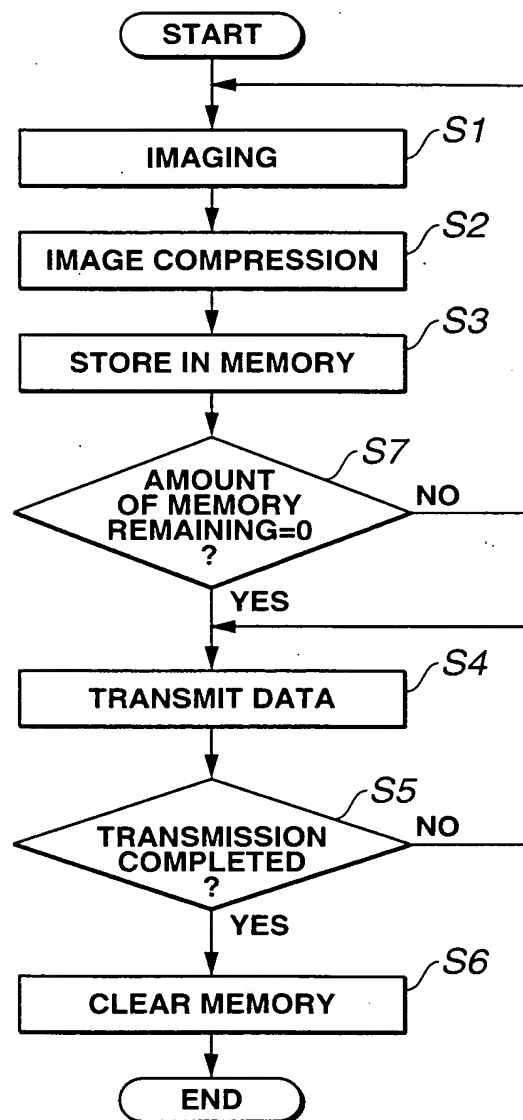 START
IMAGING
S1
IMAGE COMPRESSION
S2
STORE IN MEMORY
S3
AMOUNT
OF MEMORY
REMAINING=0
?
S7
NO
YES
TRANSMIT DATA
S4
TRANSMISSION
COMPLETED
?
S5
NO
YES
CLEAR MEMORY
S6
END